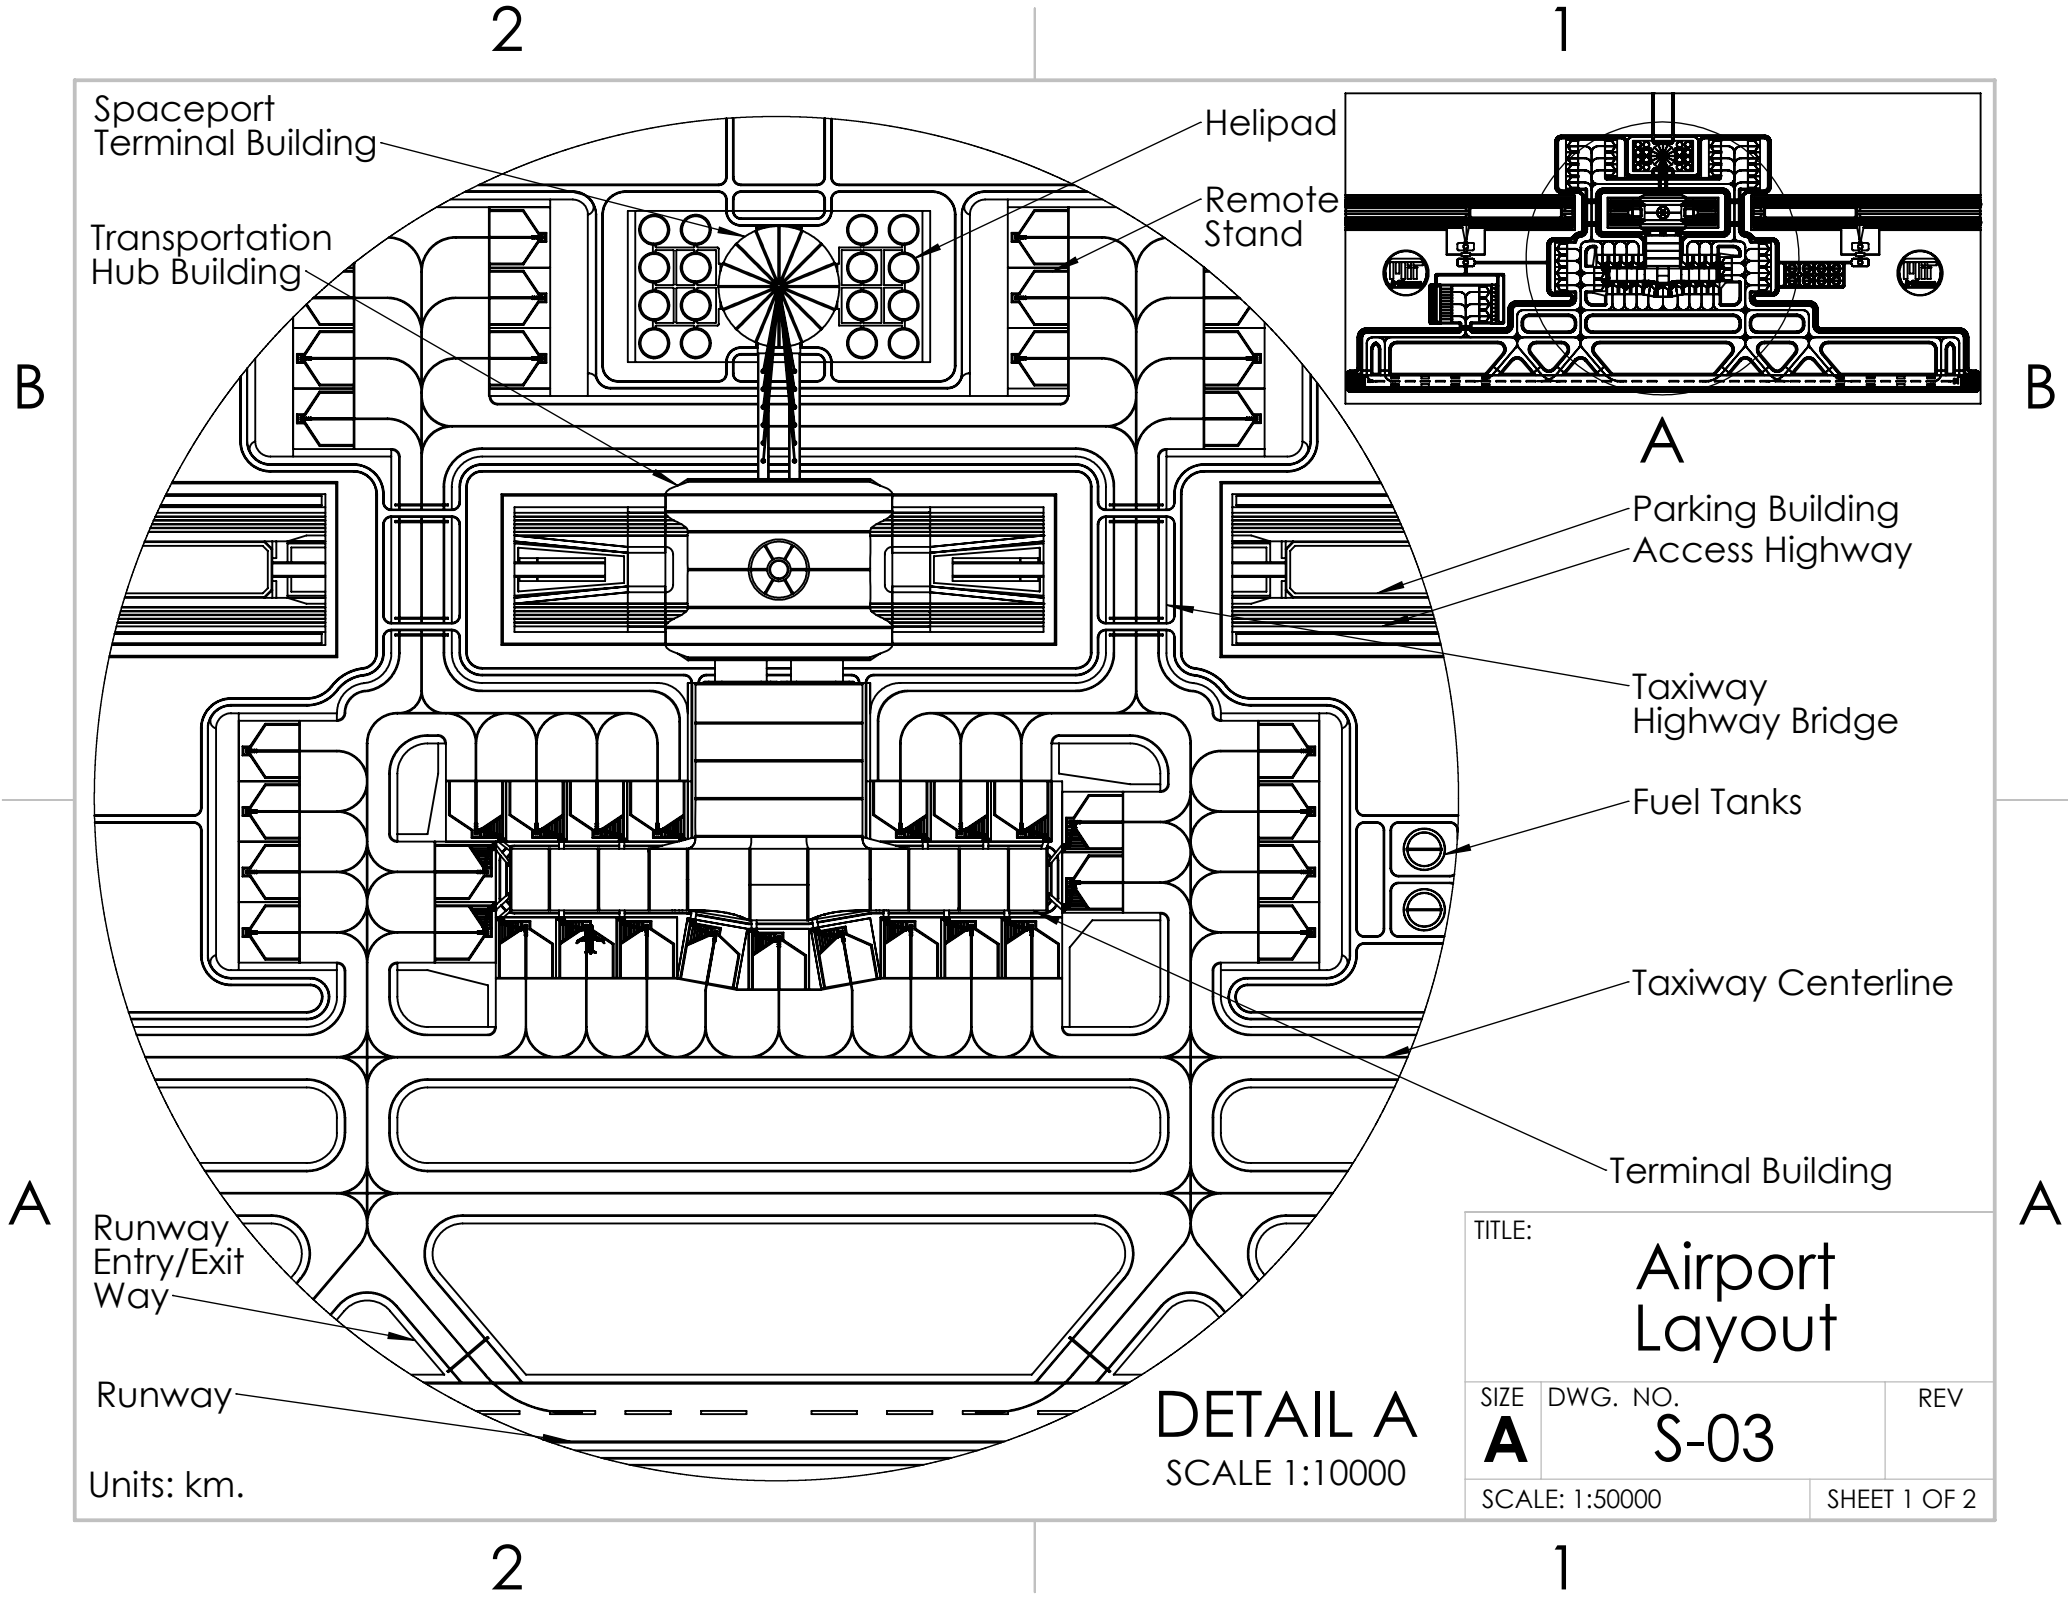 2
1
Spaceport
Terminal Building
Helipad
Remote
Stand
Transportation
Hub Building
B
B
A
Parking Building
Access Highway
Taxiway
Highway Bridge
Fuel Tanks
Taxiway Centerline
Terminal Building
A
A
Runway
Entry/Exit
Way
Runway
Units: km.
DETAIL A
SCALE 1:10000
TITLE:
Airport
Layout
SIZE
A
DWG. NO.
S-03
REV
SCALE: 1:50000
SHEET 1 OF 2
2
1